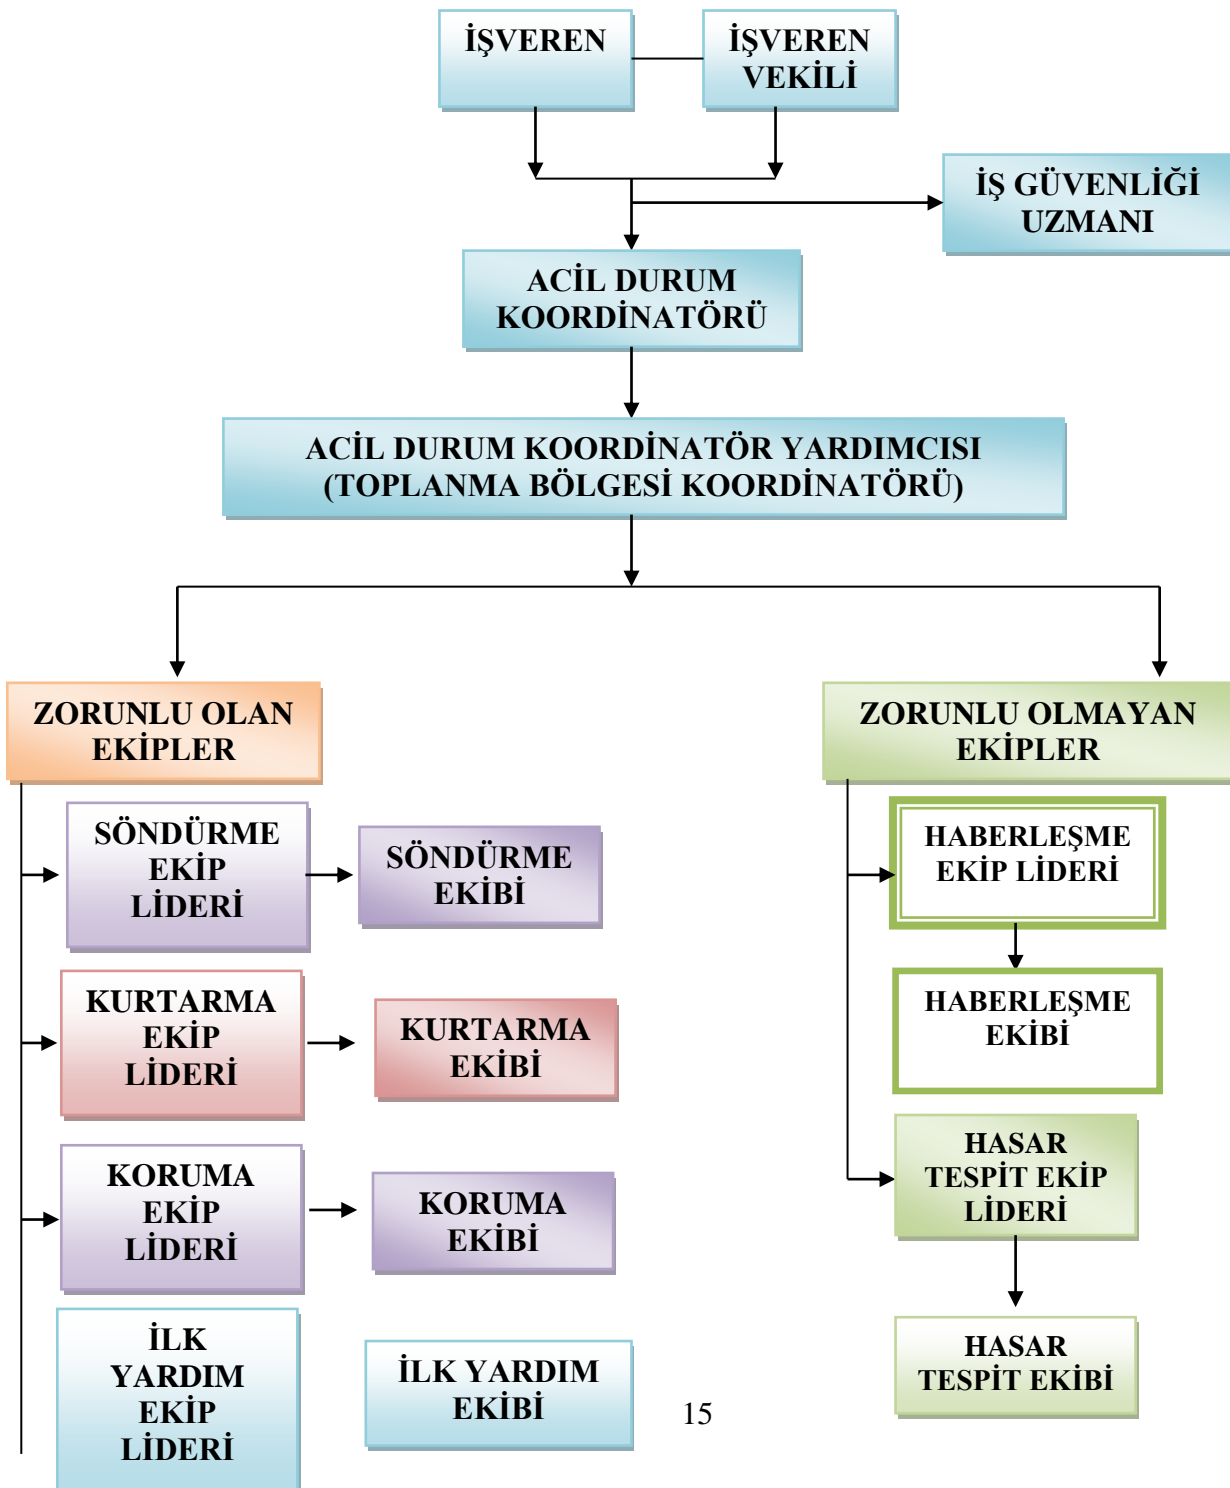 İŞVEREN
İŞVEREN
VEKİLİ
İŞ GÜVENLİĞİ
UZMANI
ACİL DURUM
KOORDİNATÖRÜ
ACİL DURUM KOORDİNATÖR YARDIMCISI
(TOPLANMA BÖLGESİ KOORDİNATÖRÜ)
ZORUNLU OLAN
EKİPLER
SÖNDÜRME
EKİP
LİDERİ
SÖNDÜRME
EKİBİ
KURTARMA
EKİP
LİDERİ
KURTARMA
EKİBİ
KORUMA
EKİP
LİDERİ
KORUMA
EKİBİ
İLK
YARDIM
EKİP
LİDERİ
İLK YARDIM
EKİBİ
ZORUNLU OLMAYAN
EKİPLER
HABERLEŞME
EKİP LİDERİ
HABERLEŞME
EKİBİ
HASAR
TESPİT EKİP
LİDERİ
HASAR
TESPİT EKİBİ
15